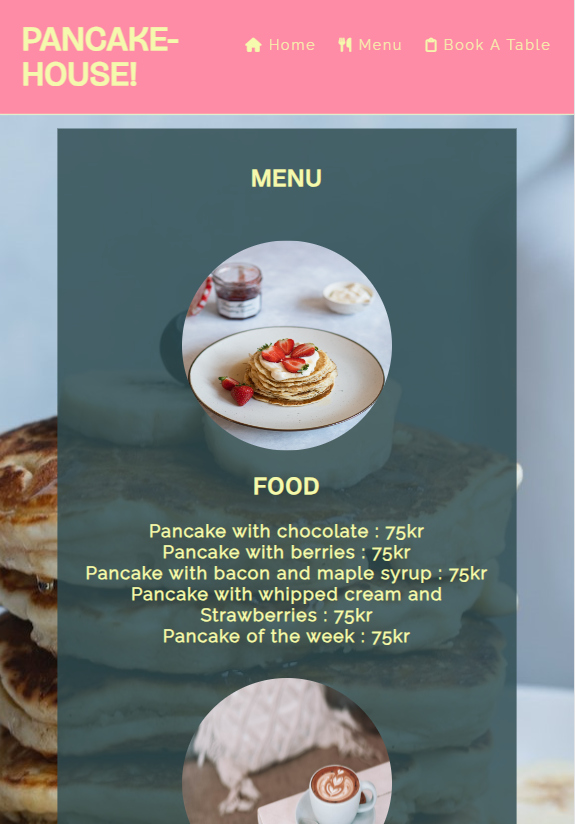 PANCAKE-
HOUSE!
Home Menu Book A Table
MENU
FOOD
Pancake with chocolate : 75kr
Pancake with berries : 75kr
Pancake with bacon and maple syrup : 75kr
Pancake with whipped cream and
Strawberries : 75kr
Pancake of the week : 75kr